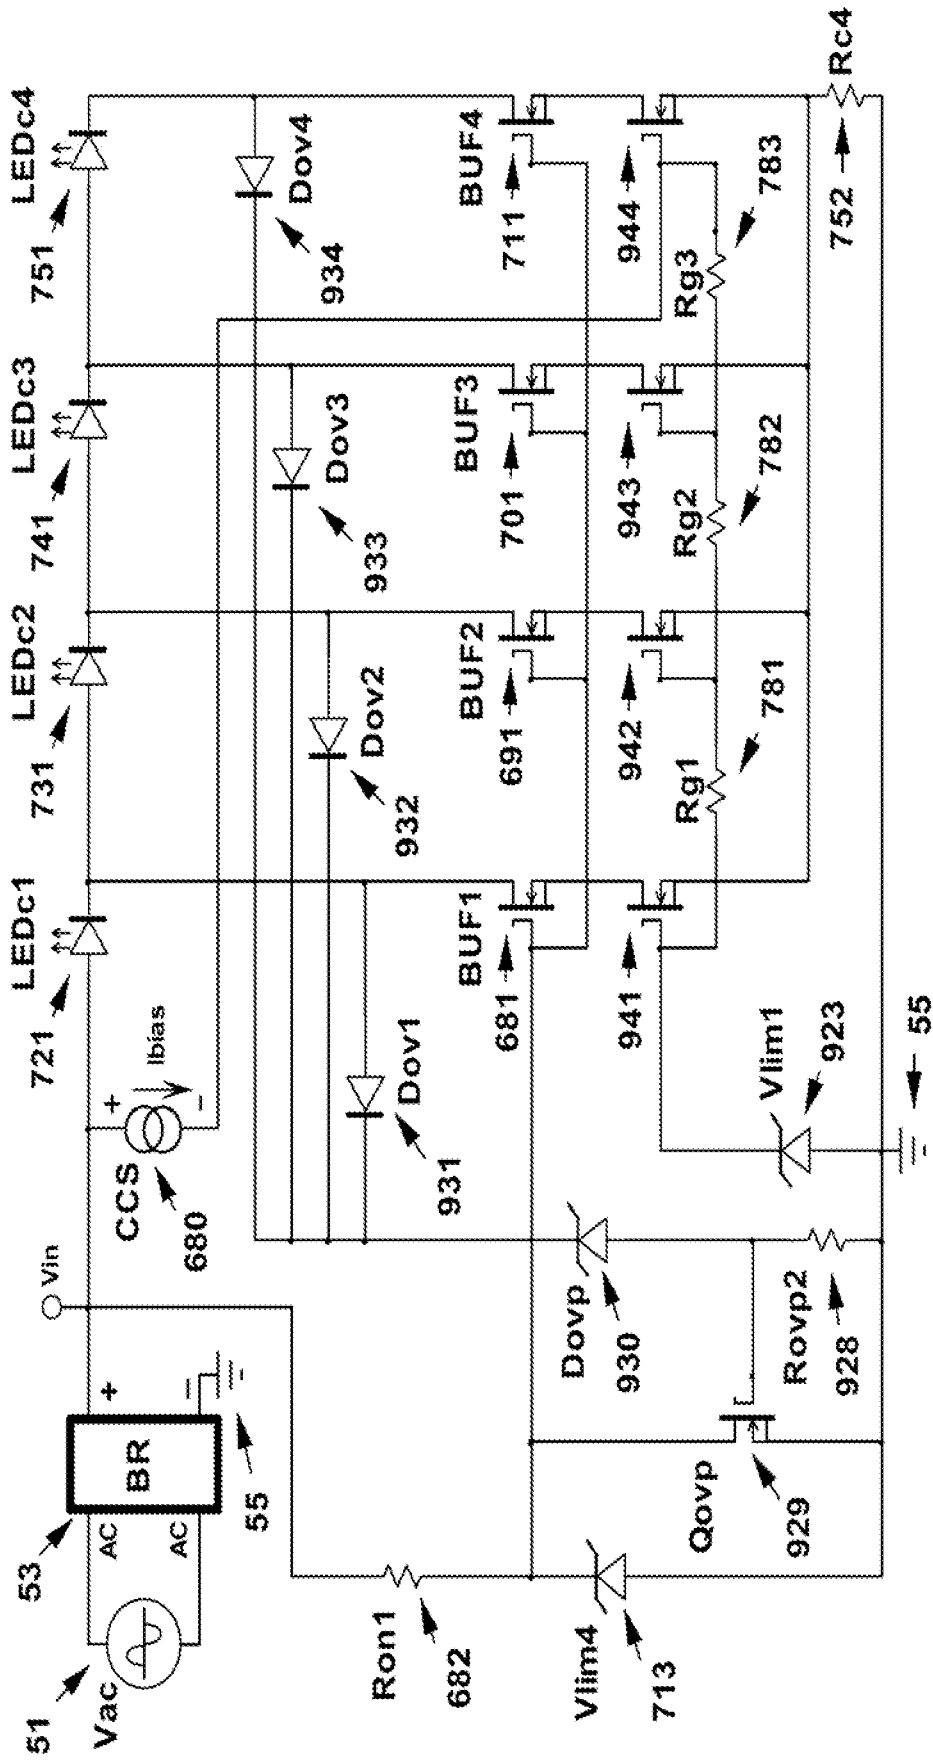 51
Vac
53
AC
AC
BR
+
−
55
Vin
CCS
680
+
−
Ibias
LEDc1
721
LEDc2
731
LEDc3
741
LEDc4
751
Dov1
931
Dov2
932
Dov3
933
Dov4
934
BUF1
681
BUF2
691
BUF3
701
BUF4
711
941
942
943
944
Rg1
781
Rg2
782
Rg3
783
Ron1
682
Vlim4
713
Qovp
929
Dovp
930
Rovp2
928
Vlim1
923
55
Rc4
752